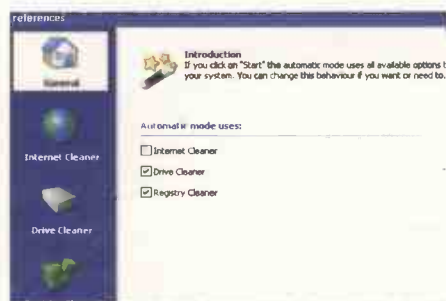 references
General
Internet Cleaner
Drive Cleaner
Introduction
If you click on "Start" the automatic mode uses all available options t
your system. You can change this behaviour if you want or need to.
Automatic mode uses:
Internet Cleaner
Drive Cleaner
Registry Cleaner